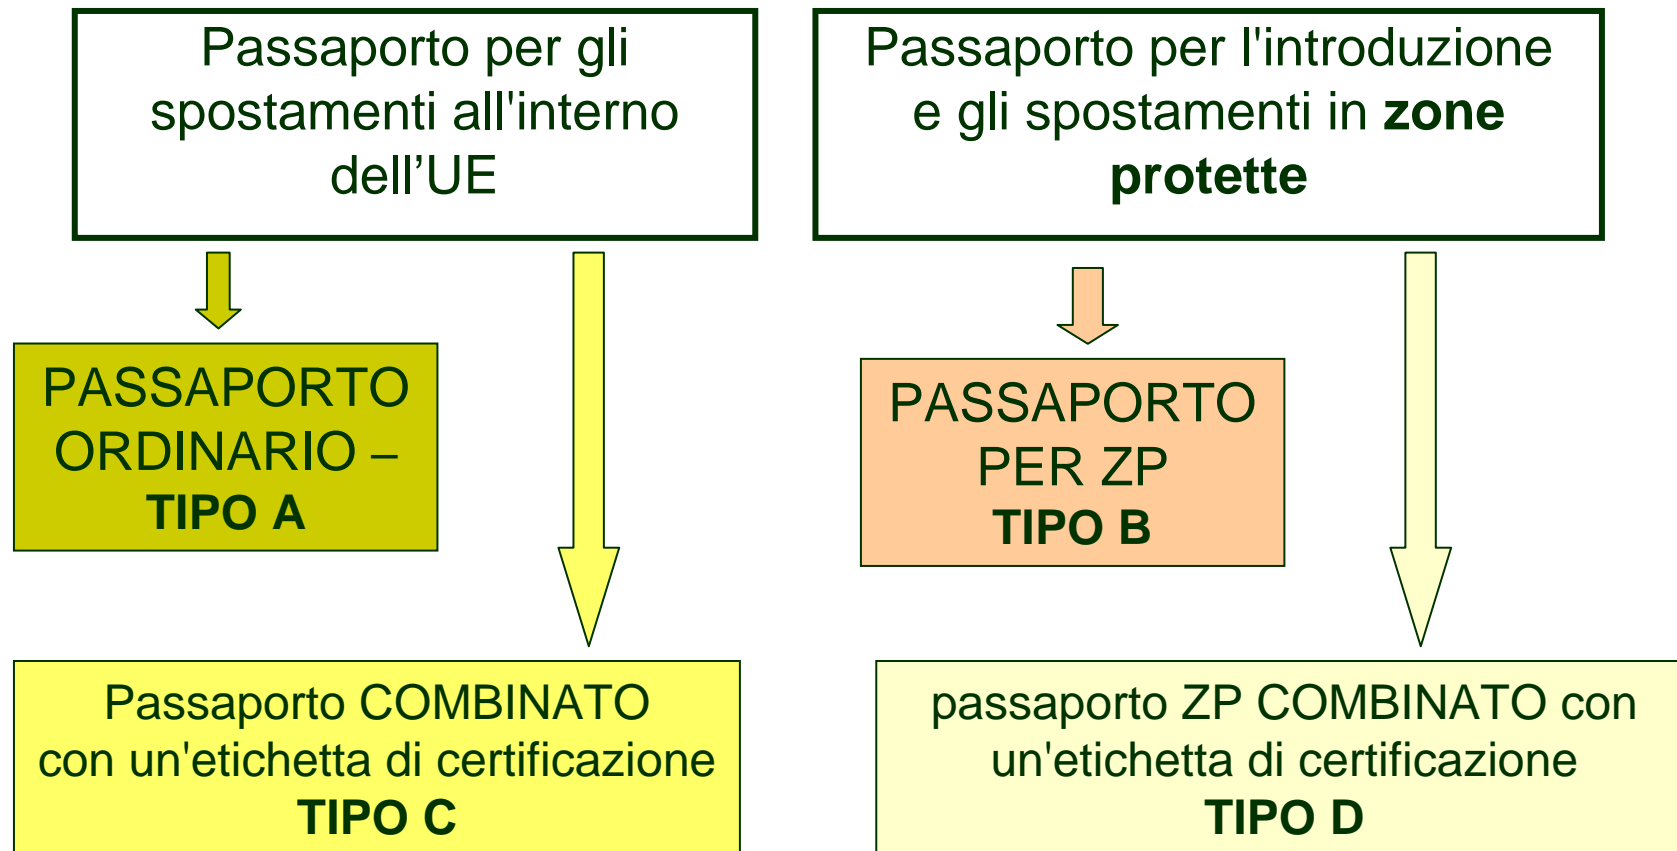 Passaporto per gli
spostamenti all'interno
dell’UE
Passaporto per l'introduzione
e gli spostamenti in zone
protette
PASSAPORTO
ORDINARIO –
TIPO A
PASSAPORTO
PER ZP
TIPO B
Passaporto COMBINATO
con un'etichetta di certificazione
TIPO C
passaporto ZP COMBINATO con
un'etichetta di certificazione
TIPO D